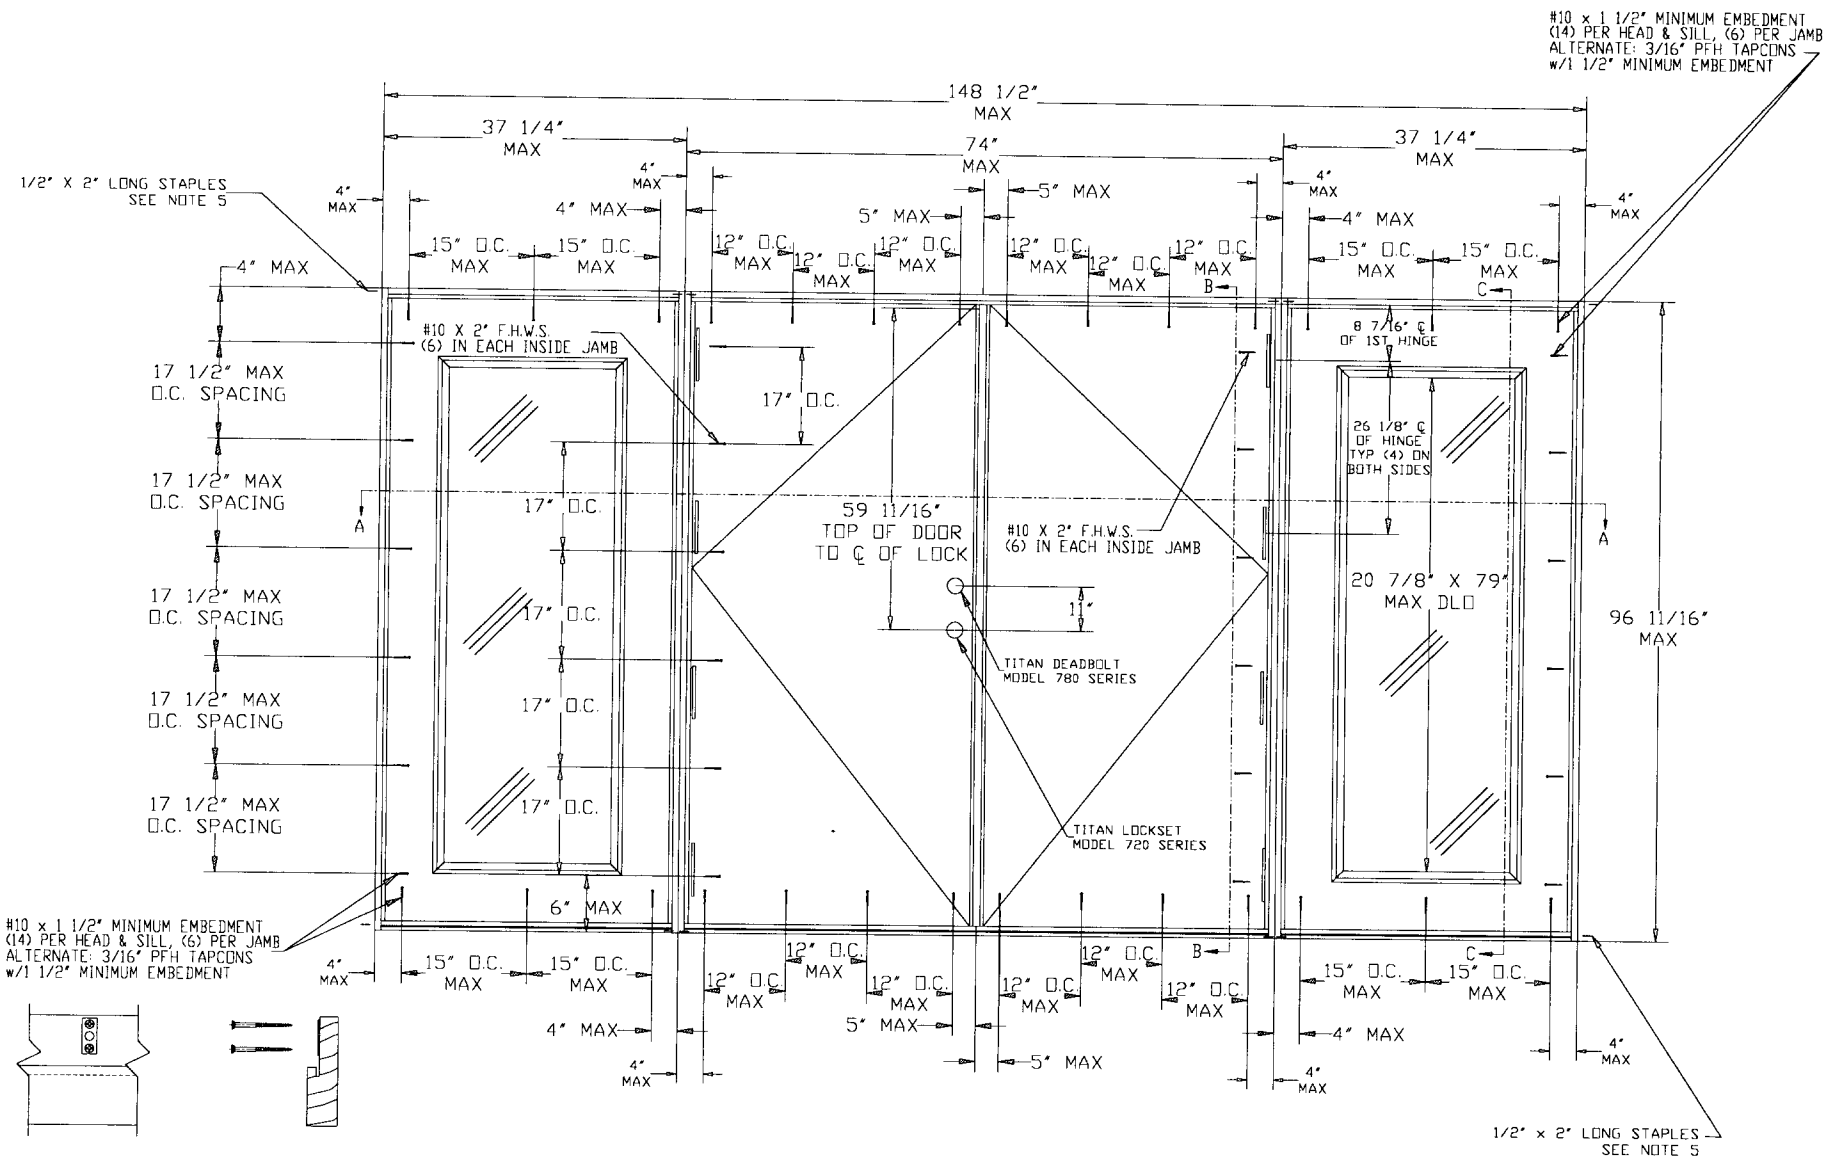 #10 x 1 1/2" MINIMUM EMBEDMENT
(14) PER HEAD & SILL, (6) PER JAMB
ALTERNATE: 3/16" PFH TAPCONS
w/1 1/2" MINIMUM EMBEDMENT
148 1/2"
MAX
37 1/4"
MAX
74"
MAX
37 1/4"
MAX
1/2" X 2" LONG STAPLES
SEE NOTE 5
4"
MAX
4"
MAX
4" MAX
5" MAX
5" MAX
4"
MAX
4" MAX
4"
MAX
15" O.C.
MAX
15" O.C.
MAX
12" O.C.
MAX
12" O.C.
MAX
12" O.C.
MAX
12" O.C.
MAX
12" O.C.
MAX
12" O.C.
MAX
15" O.C.
MAX
15" O.C.
MAX
4" MAX
B
C
#10 X 2" F.H.W.S.
(6) IN EACH INSIDE JAMB
8 7/16" ℄
OF 1ST HINGE
17 1/2" MAX
O.C. SPACING
17" O.C.
26 1/8" ℄
OF HINGE
TYP (4) ON
BOTH SIDES
17 1/2" MAX
O.C. SPACING
A
17" O.C.
59 11/16"
TOP OF DOOR
TO ℄ OF LOCK
#10 X 2" F.H.W.S.
(6) IN EACH INSIDE JAMB
A
17 1/2" MAX
O.C. SPACING
17" O.C.
11"
20 7/8" X 79"
MAX DLO
96 11/16"
MAX
TITAN DEADBOLT
MODEL 780 SERIES
17 1/2" MAX
O.C. SPACING
17" O.C.
17 1/2" MAX
O.C. SPACING
17" O.C.
TITAN LOCKSET
MODEL 720 SERIES
6" MAX
#10 x 1 1/2" MINIMUM EMBEDMENT
(14) PER HEAD & SILL, (6) PER JAMB
ALTERNATE: 3/16" PFH TAPCONS
w/1 1/2" MINIMUM EMBEDMENT
4"
MAX
15" O.C.
MAX
15" O.C.
MAX
12" O.C.
MAX
12" O.C.
MAX
12" O.C.
MAX
12" O.C.
MAX
12" O.C.
MAX
12" O.C.
MAX
B
C
15" O.C.
MAX
15" O.C.
MAX
4" MAX
5" MAX
4" MAX
4"
MAX
5" MAX
4"
MAX
4"
MAX
1/2" x 2" LONG STAPLES
SEE NOTE 5